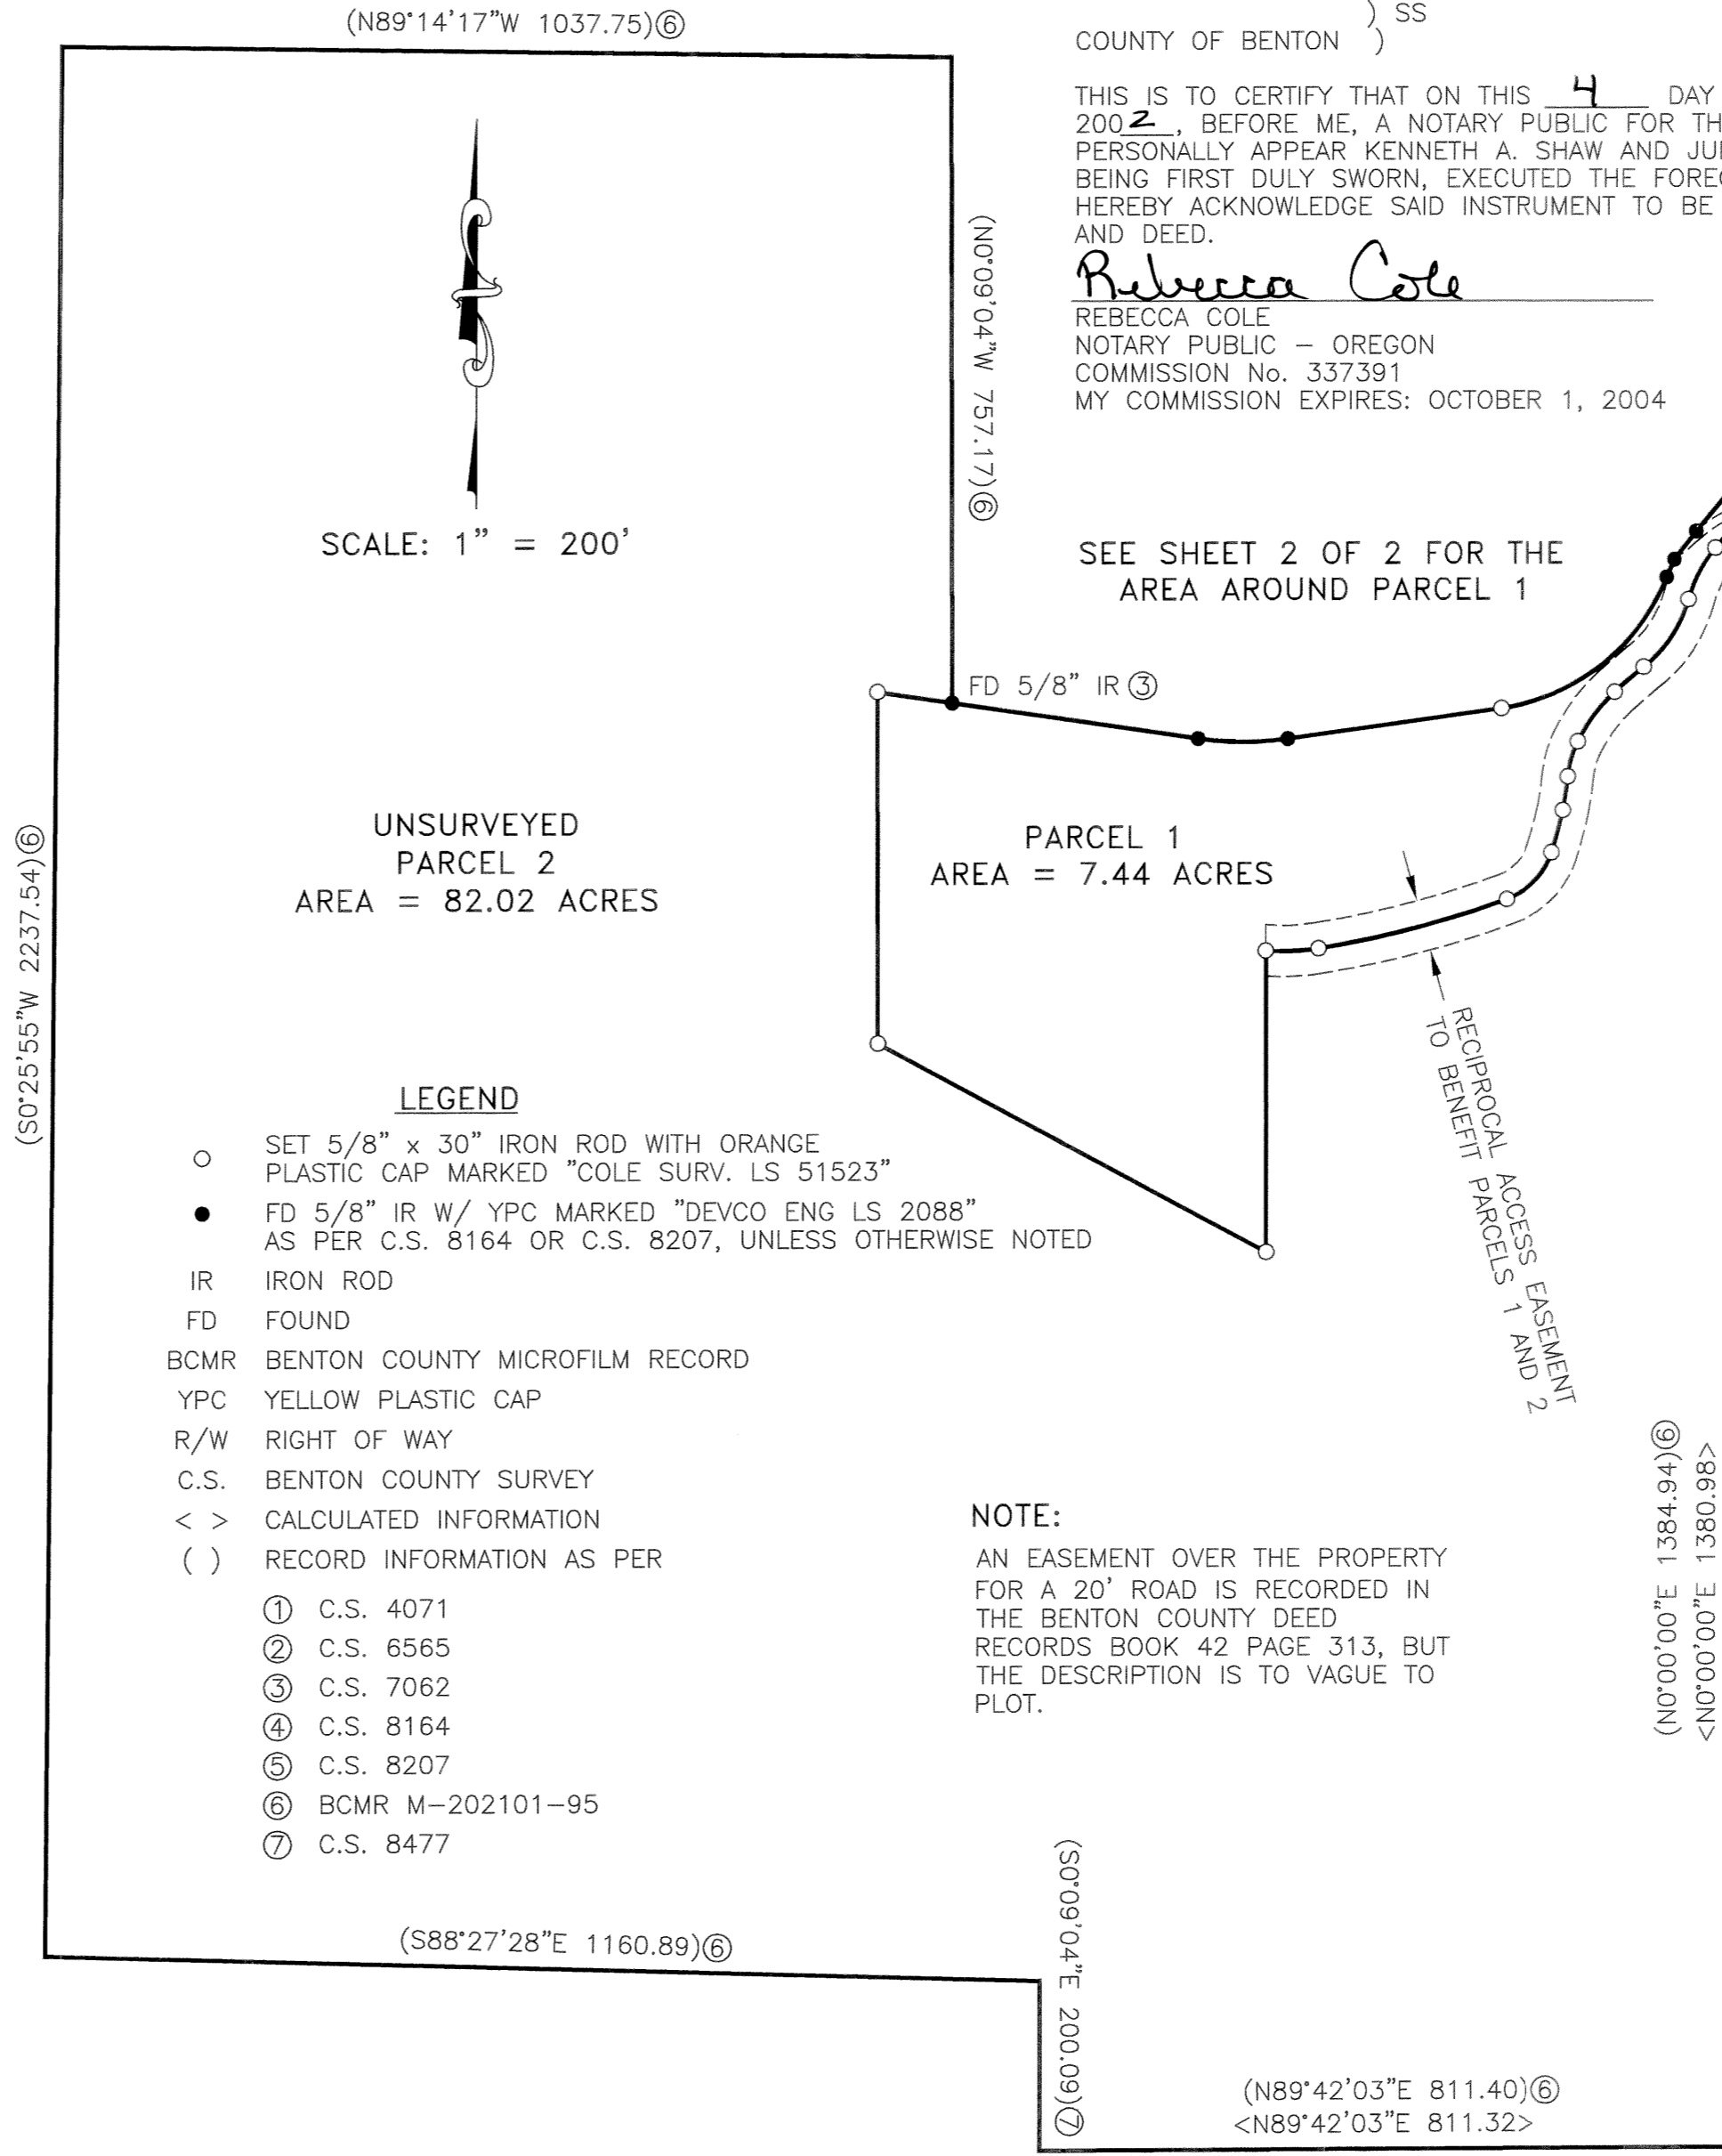 (N89°14'17"W 1037.75)⑥
) SS
COUNTY OF BENTON )
THIS IS TO CERTIFY THAT ON THIS 4 DAY
2002, BEFORE ME, A NOTARY PUBLIC FOR TH
PERSONALLY APPEAR KENNETH A. SHAW AND JU
BEING FIRST DULY SWORN, EXECUTED THE FORE
HEREBY ACKNOWLEDGE SAID INSTRUMENT TO BE
AND DEED.
Rebecca Cole
REBECCA COLE
NOTARY PUBLIC – OREGON
COMMISSION No. 337391
MY COMMISSION EXPIRES: OCTOBER 1, 2004
(N0°09'04"W 757.17)⑥
SCALE: 1" = 200'
SEE SHEET 2 OF 2 FOR THE
AREA AROUND PARCEL 1
FD 5/8" IR ③
UNSURVEYED
PARCEL 2
AREA = 82.02 ACRES
PARCEL 1
AREA = 7.44 ACRES
(S0°25'55"W 2237.54)⑥
RECIPROCAL ACCESS EASEMENT
TO BENEFIT PARCELS 1 AND 2
LEGEND
○ SET 5/8" x 30" IRON ROD WITH ORANGE
PLASTIC CAP MARKED "COLE SURV. LS 51523"
● FD 5/8" IR W/ YPC MARKED "DEVCO ENG LS 2088"
AS PER C.S. 8164 OR C.S. 8207, UNLESS OTHERWISE NOTED
IR IRON ROD
FD FOUND
BCMR BENTON COUNTY MICROFILM RECORD
YPC YELLOW PLASTIC CAP
R/W RIGHT OF WAY
C.S. BENTON COUNTY SURVEY
< > CALCULATED INFORMATION
( ) RECORD INFORMATION AS PER
① C.S. 4071
② C.S. 6565
③ C.S. 7062
④ C.S. 8164
⑤ C.S. 8207
⑥ BCMR M–202101–95
⑦ C.S. 8477
NOTE:
AN EASEMENT OVER THE PROPERTY
FOR A 20' ROAD IS RECORDED IN
THE BENTON COUNTY DEED
RECORDS BOOK 42 PAGE 313, BUT
THE DESCRIPTION IS TO VAGUE TO
PLOT.
(N0°00'00"E 1384.94)⑥
<N0°00'00"E 1380.98>
(S88°27'28"E 1160.89)⑥
(S0°09'04"E 200.09)⑦
(N89°42'03"E 811.40)⑥
<N89°42'03"E 811.32>